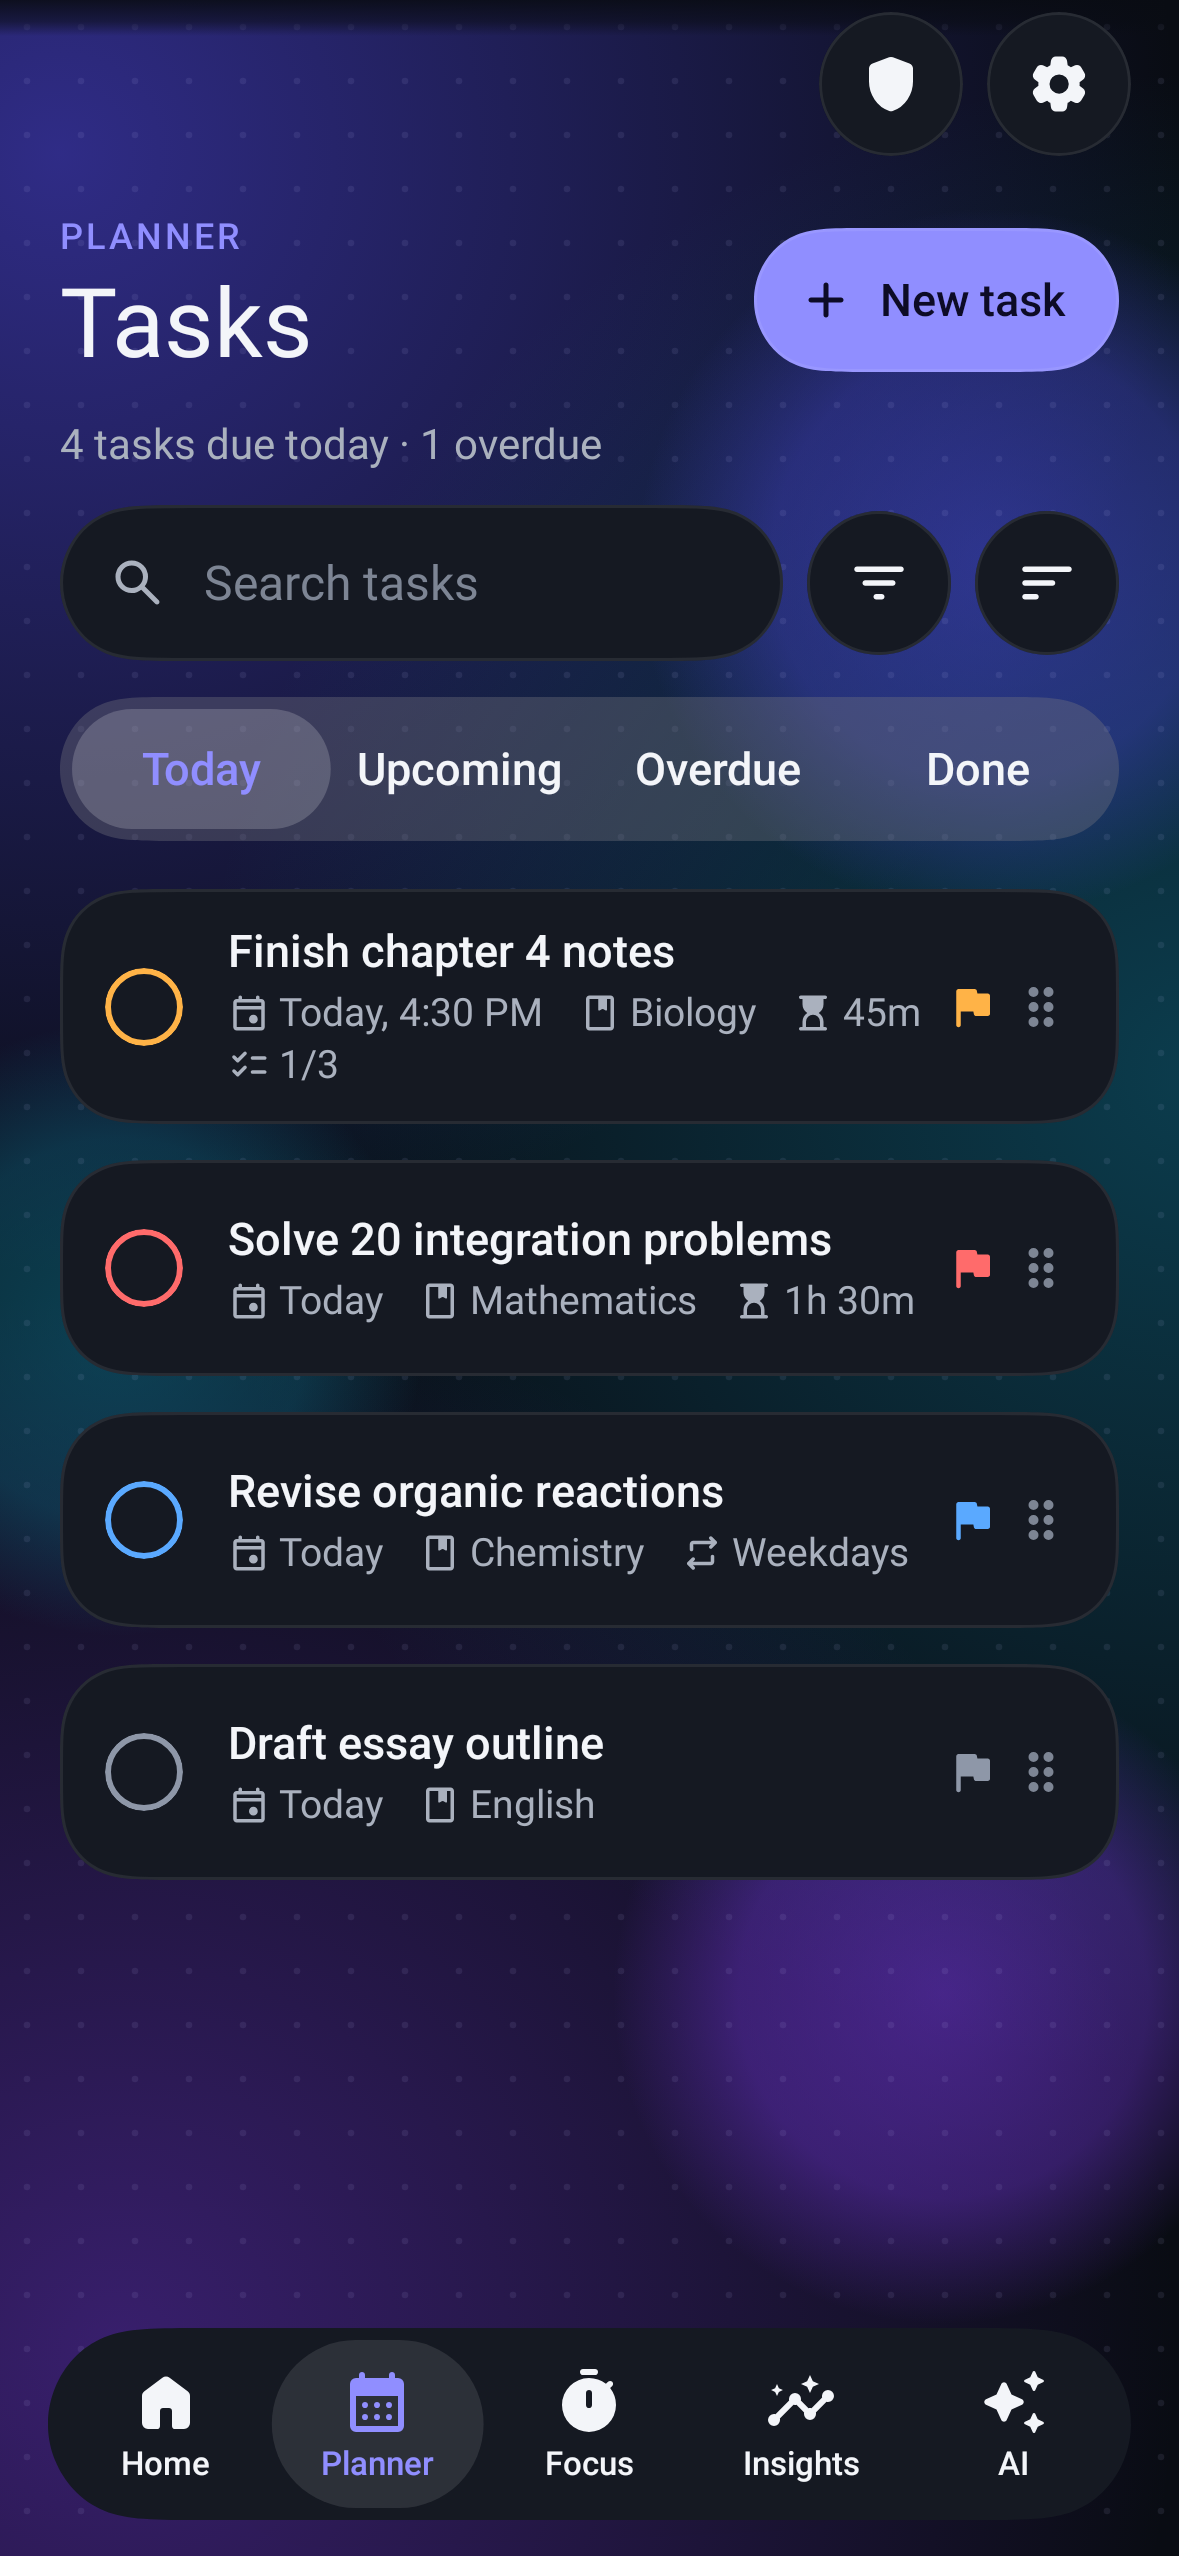 PLANNER
Tasks
New task
4 tasks due today · 1 overdue
Search tasks
Today Upcoming Overdue Done
Finish chapter 4 notes
Today, 4:30 PM Biology 45m
1/3
Solve 20 integration problems
Today Mathematics 1h 30m
Revise organic reactions
Today Chemistry Weekdays
Draft essay outline
Today English
Home Planner Focus Insights AI